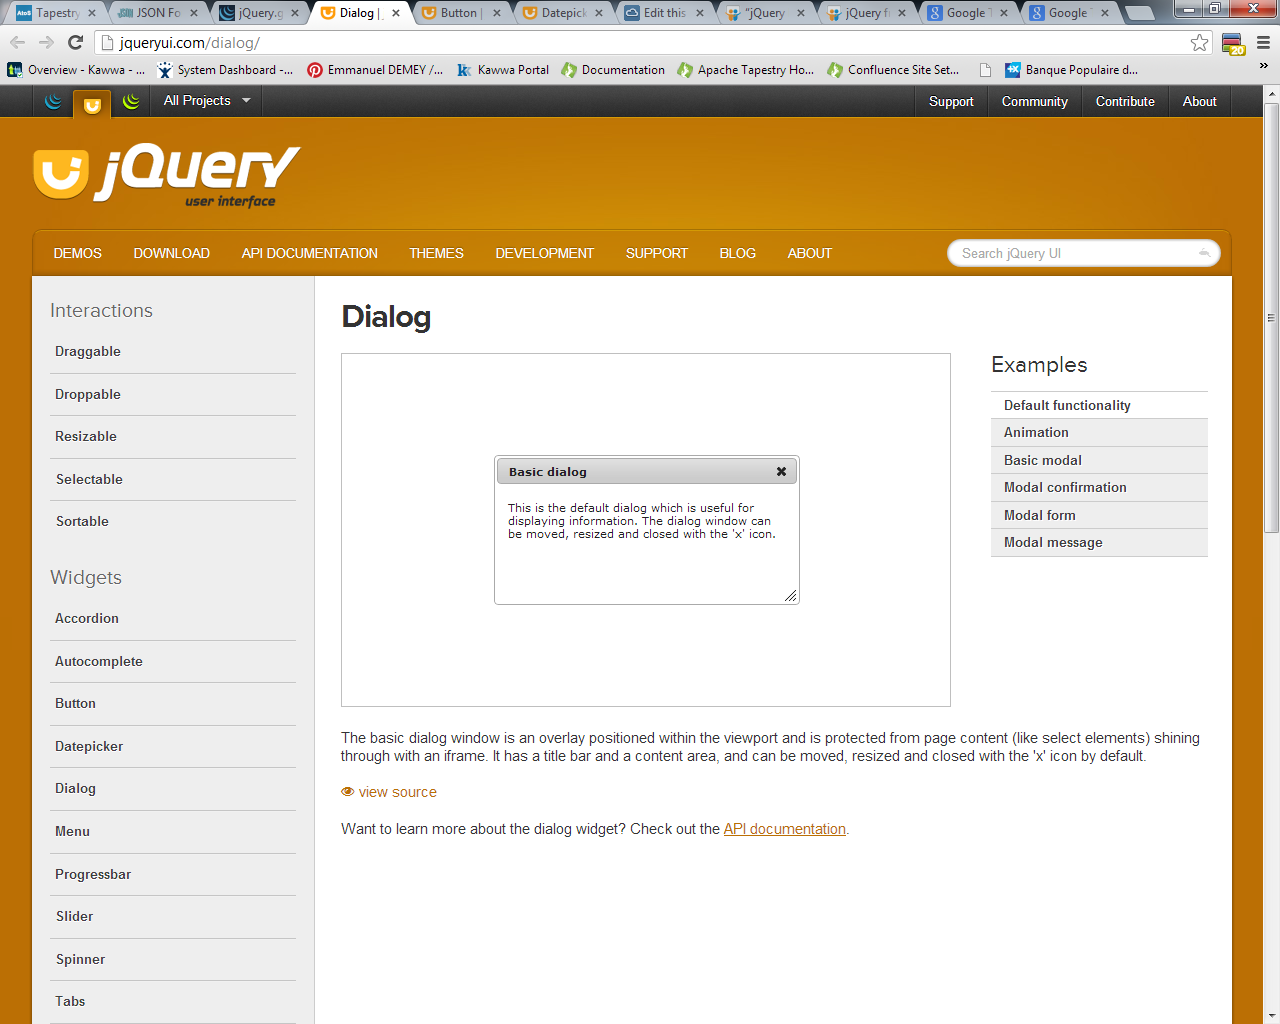 Tapestry
JSON Fo
jQuery.g
Dialog |
Button |
Datepick
Edit this
"jQuery
jQuery f
Google T
Google
jqueryui.com/dialog/
20
Overview - Kawwa - ...
System Dashboard -...
Emmanuel DEMEY /...
Kawwa Portal
Documentation
Apache Tapestry Ho...
Confluence Site Set...
Banque Populaire d...
»
All Projects
Support
Community
Contribute
About
jQuery
user interface
DEMOS
DOWNLOAD
API DOCUMENTATION
THEMES
DEVELOPMENT
SUPPORT
BLOG
ABOUT
Search jQuery UI
Interactions
Draggable
Droppable
Resizable
Selectable
Sortable
Widgets
Accordion
Autocomplete
Button
Datepicker
Dialog
Menu
Progressbar
Slider
Spinner
Tabs
Dialog
Basic dialog
This is the default dialog which is useful for
displaying information. The dialog window can
be moved, resized and closed with the 'x' icon.
Examples
Default functionality
Animation
Basic modal
Modal confirmation
Modal form
Modal message
The basic dialog window is an overlay positioned within the viewport and is protected from page content (like select elements) shining
through with an iframe. It has a title bar and a content area, and can be moved, resized and closed with the 'x' icon by default.
view source
Want to learn more about the dialog widget? Check out the API documentation.